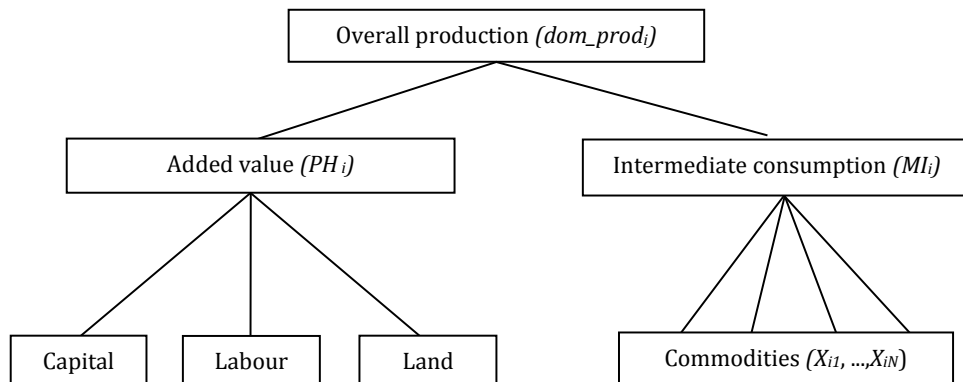 Overall production (dom_prodi)
Added value (PH i)
Intermediate consumption (MIi)
Capital
Labour
Land
Commodities (Xi1, ...,XiN)